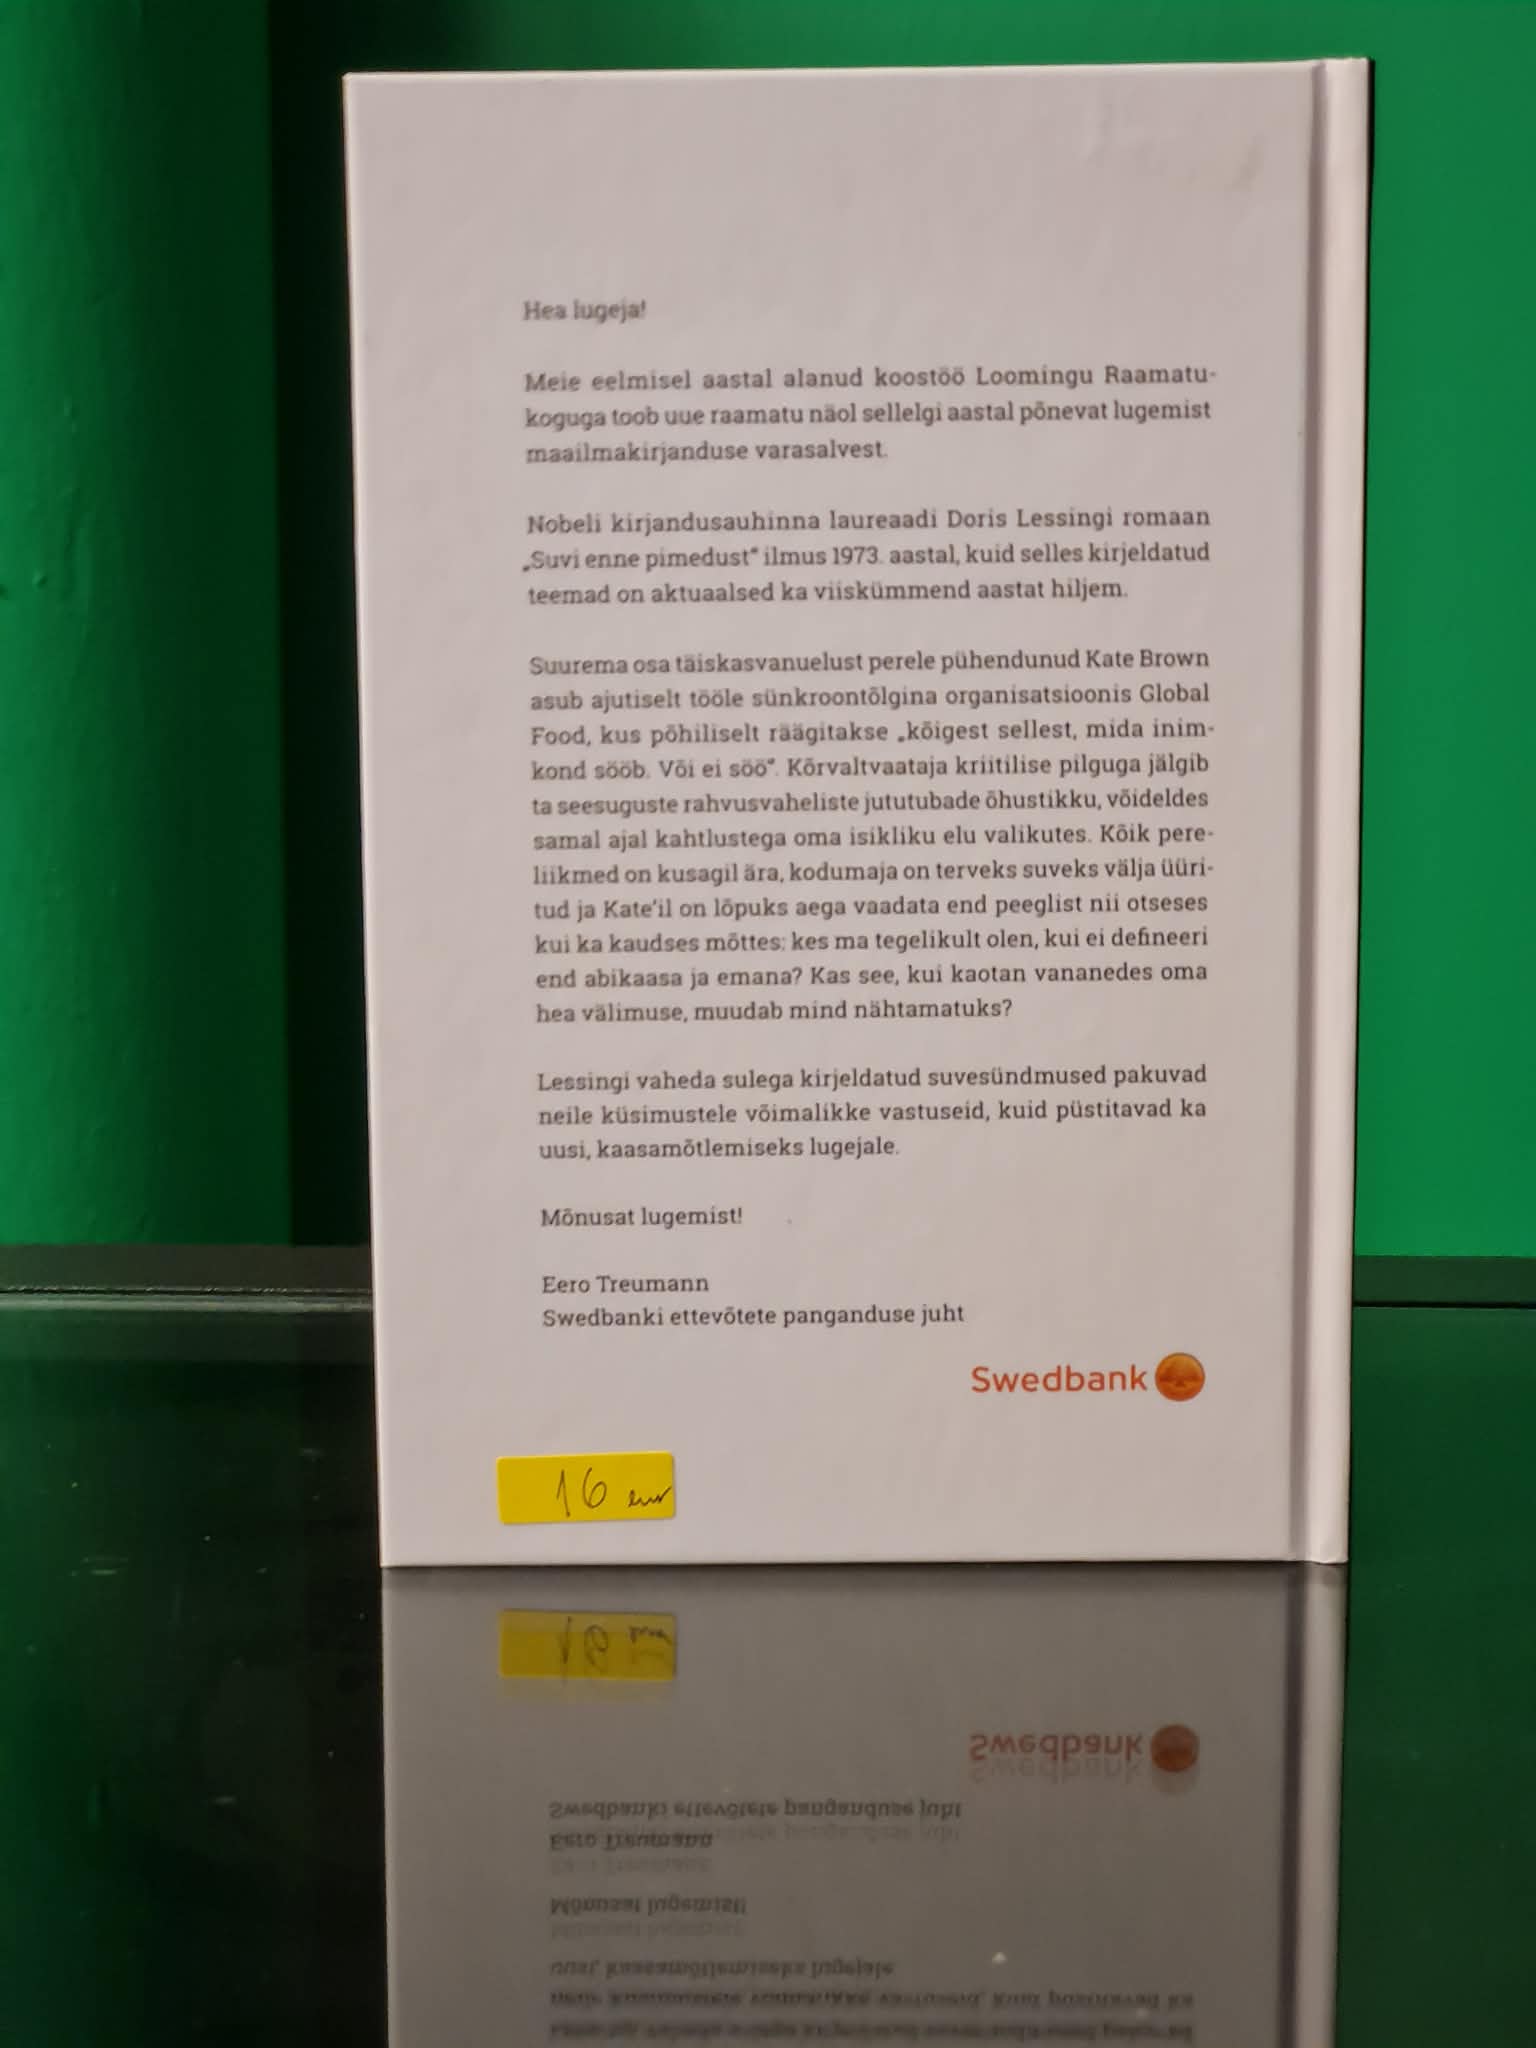 Hea lugeja!
Meie eelmisel aastal alanud koostöö Loomingu Raamatu-
koguga toob uue raamatu näol sellelgi aastal põnevat lugemist
maailmakirjanduse varasalvest.
Nobeli kirjandusauhinna laureaadi Doris Lessingi romaan
„Suvi enne pimedust“ ilmus 1973. aastal, kuid selles kirjeldatud
teemad on aktuaalsed ka viiskümmend aastat hiljem.
Suurema osa täiskasvanuelust perele pühendunud Kate Brown
asub ajutiselt tööle sünkroontõlgina organisatsioonis Global
Food, kus põhiliselt räägitakse „kõigest sellest, mida inim-
kond sööb. Või ei söö“. Kõrvaltvaataja kriitilise pilguga jälgib
ta seesuguste rahvusvaheliste jututubade õhustikku, võideldes
samal ajal kahtlustega oma isikliku elu valikutes. Kõik pere-
liikmed on kusagil ära, kodumaja on terveks suveks välja üüri-
tud ja Kate’il on lõpuks aega vaadata end peeglist nii otseses
kui ka kaudses mõttes: kes ma tegelikult olen, kui ei defineeri
end abikaasa ja emana? Kas see, kui kaotan vananedes oma
hea välimuse, muudab mind nähtamatuks?
Lessingi vaheda sulega kirjeldatud suvesündmused pakuvad
neile küsimustele võimalikke vastuseid, kuid püstitavad ka
uusi, kaasamõtlemiseks lugejale.
Mõnusat lugemist!
Eero Treumann
Swedbanki ettevõtete panganduse juht
Swedbank
16 eur